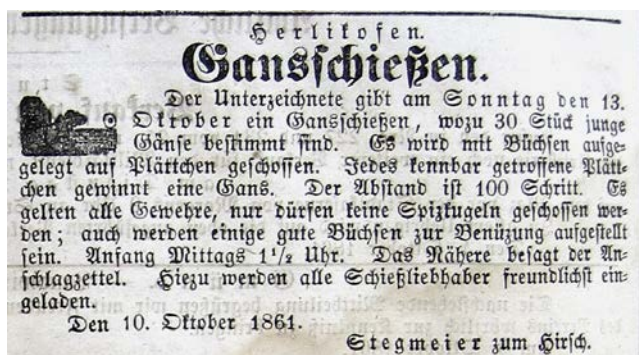 Herlikofen.
Gansschießen.
Der Unterzeichnete gibt am Sonntag den 13.
Oktober ein Gansschießen, wozu 30 Stück junge
Gänse bestimmt sind. Es wird mit Büchsen aufge-
gelegt auf Plättchen geschossen. Jedes kennbar getroffene Plätt-
chen gewinnt eine Gans. Der Abstand ist 100 Schritt. Es
gelten alle Gewehre, nur dürfen keine Spizkugeln geschossen wer-
den; auch werden einige gute Büchsen zur Benüzung aufgestellt
sein. Anfang Mittags 1½ Uhr. Das Nähere besagt der An-
schlagzettel. Hiezu werden alle Schießliebhaber freundlichst ein-
geladen.
Den 10. Oktober 1861.
Stegmeier zum Hirsch.